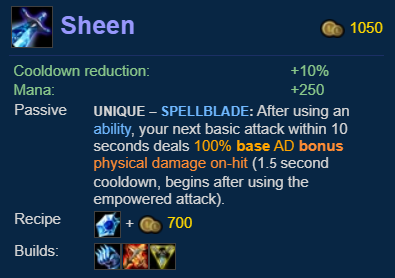 Sheen 1050
Cooldown reduction: +10%
Mana: +250
Passive UNIQUE – SPELLBLADE: After using an
ability, your next basic attack within 10
seconds deals 100% base AD bonus
physical damage on-hit (1.5 second
cooldown, begins after using the
empowered attack).
Recipe + 700
Builds: